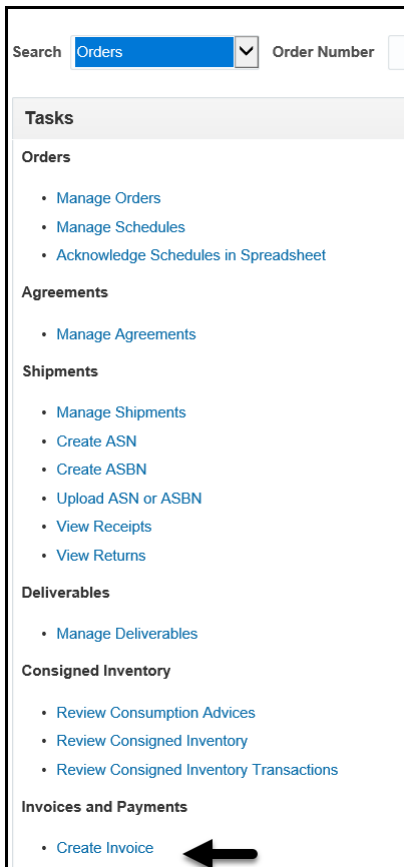 Search Orders Order Number
Tasks
Orders
• Manage Orders
• Manage Schedules
• Acknowledge Schedules in Spreadsheet
Agreements
• Manage Agreements
Shipments
• Manage Shipments
• Create ASN
• Create ASBN
• Upload ASN or ASBN
• View Receipts
• View Returns
Deliverables
• Manage Deliverables
Consigned Inventory
• Review Consumption Advices
• Review Consigned Inventory
• Review Consigned Inventory Transactions
Invoices and Payments
• Create Invoice